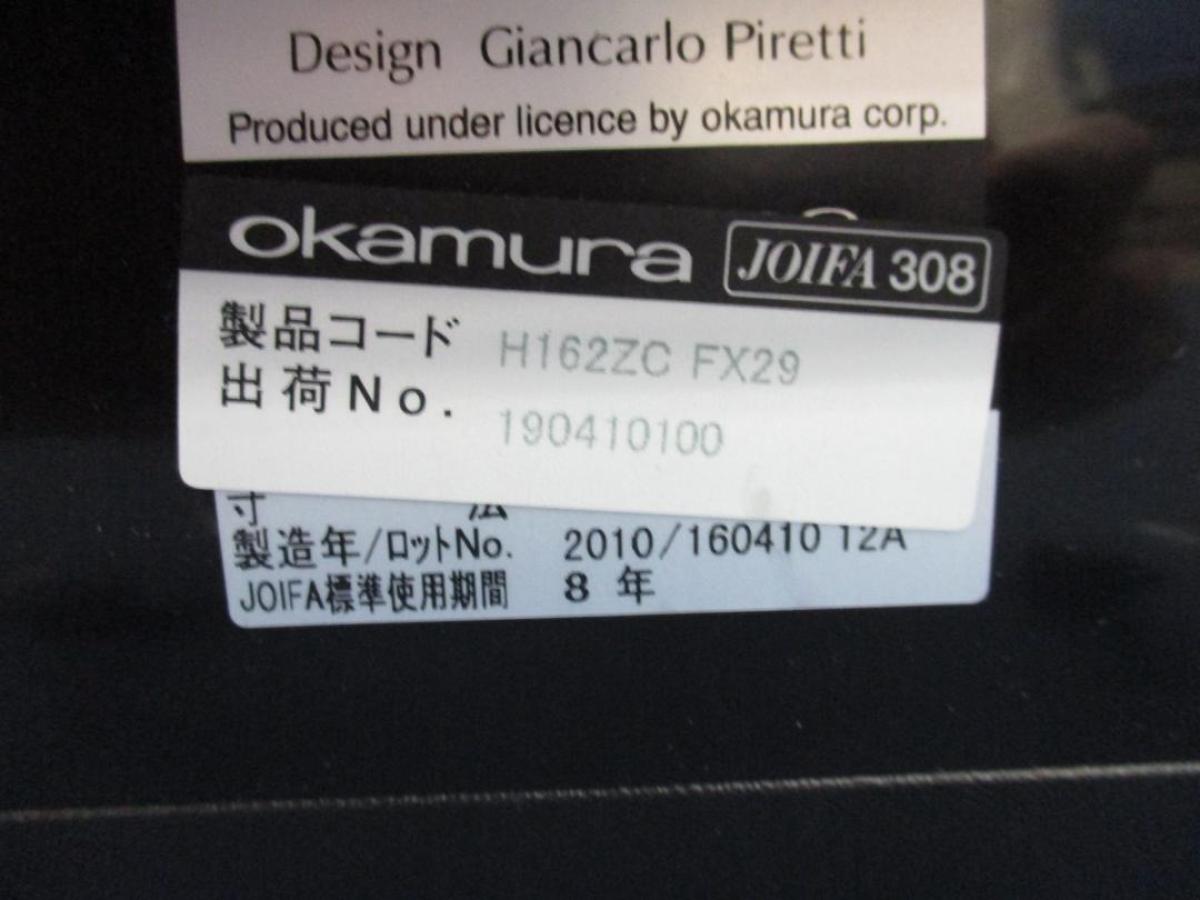 Design Giancarlo Piretti
Produced under licence by okamura corp.
okamura JOIFA 308
製品コード H162ZC FX29
出荷No. 190410100
寸 法
製造年/ロットNo. 2010/160410 12A
JOIFA標準使用期間 8 年